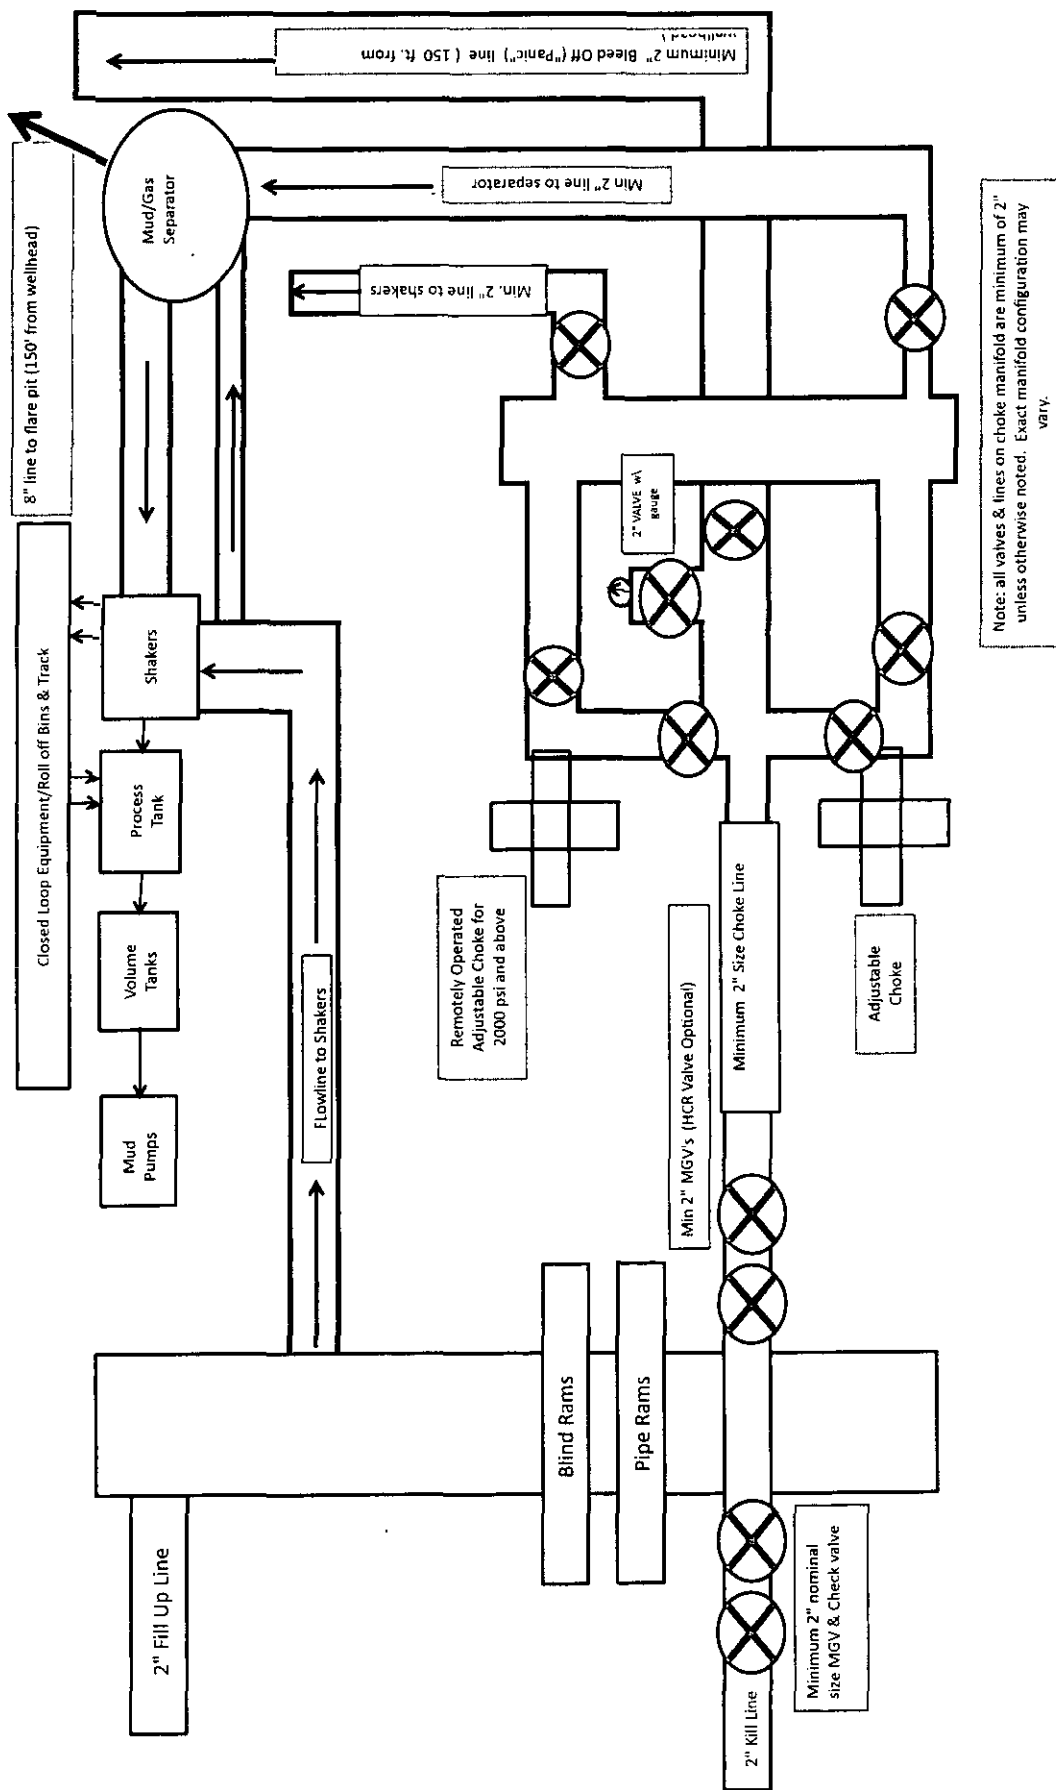 8" line to flare pit (150' from wellhead)
Closed Loop Equipment/Roll off Bins & Track
Mud/Gas
Separator
Shakers
Process
Tank
Volume
Tanks
Mud
Pumps
Minimum 2" Bleed Off ("Panic") line ( 150 ft. from
wellhead)
Min 2" line to separator
Min. 2" line to shakers
FLowline to Shakers
2" Fill Up Line
2" VALVE w\
gauge
Remotely Operated
Adjustable Choke for
2000 psi and above
Blind Rams
Pipe Rams
Min 2" MGV's (HCR Valve Optional)
Minimum 2" Size Choke Line
Adjustable
Choke
2" Kill Line
Minimum 2" nominal
size MGV & Check valve
Note: all valves & lines on choke manifold are minimum of 2"
unless otherwise noted. Exact manifold configuration may
vary.